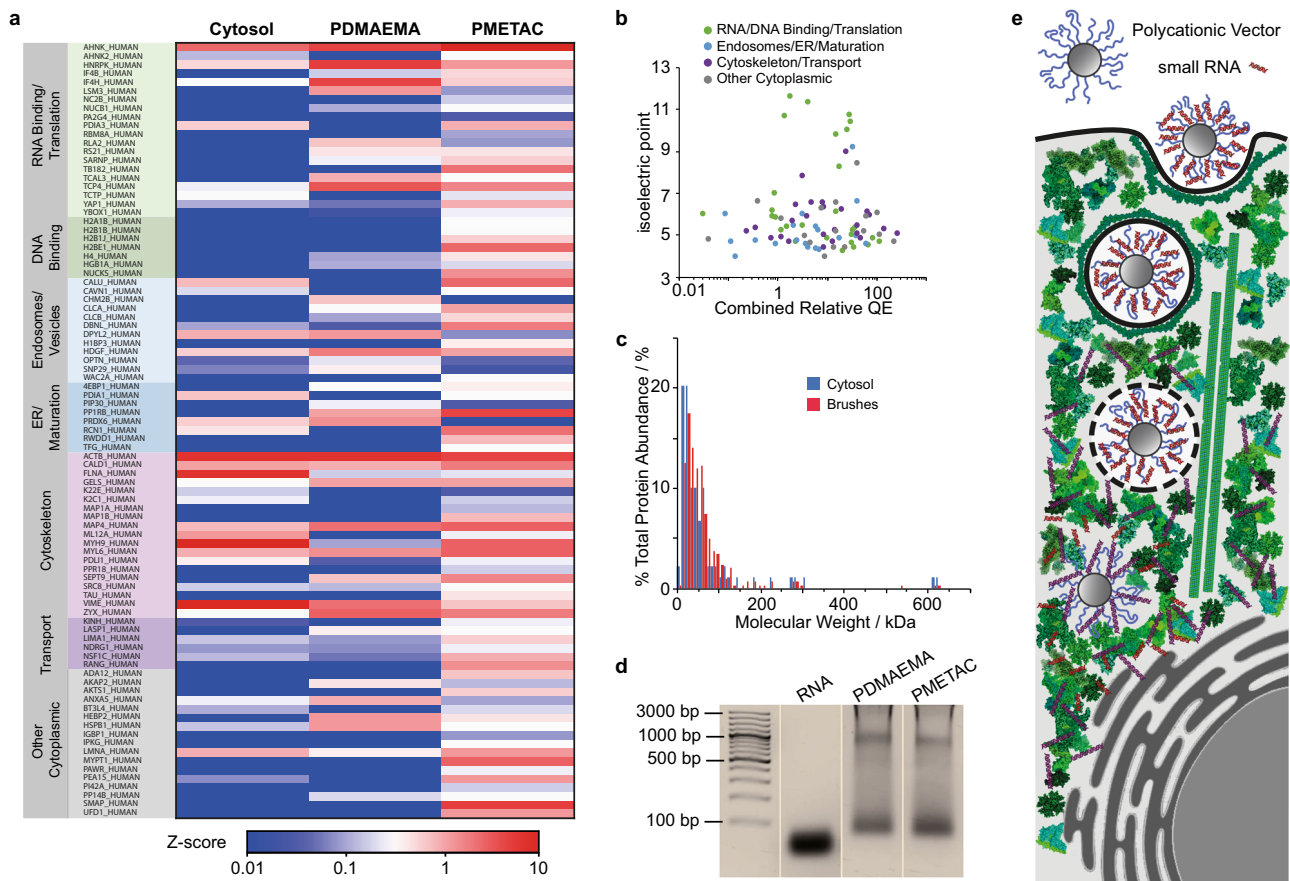 a
Cytosol PDMAEMA PMETAC
RNA Binding/
Translation
AHNK_HUMAN
AHNK2_HUMAN
HNRPK_HUMAN
IF4B_HUMAN
IF4H_HUMAN
LSM3_HUMAN
NC2B_HUMAN
NUCB1_HUMAN
PA2G4_HUMAN
PDIA3_HUMAN
RBM8A_HUMAN
RLA2_HUMAN
RS21_HUMAN
SARNP_HUMAN
TB182_HUMAN
TCAL3_HUMAN
TCP4_HUMAN
TCTP_HUMAN
YAP1_HUMAN
YBOX1_HUMAN
DNA
Binding
H2A1B_HUMAN
H2B1B_HUMAN
H2B1J_HUMAN
H2BE1_HUMAN
H4_HUMAN
HGB1A_HUMAN
NUCKS_HUMAN
Endosomes/
Vesicles
CALU_HUMAN
CAVN1_HUMAN
CHM2B_HUMAN
CLCA_HUMAN
CLCB_HUMAN
DBNL_HUMAN
DPYL2_HUMAN
H1BP3_HUMAN
HDGF_HUMAN
OPTN_HUMAN
SNP29_HUMAN
WAC2A_HUMAN
ER/
Maturation
4EBP1_HUMAN
PDIA1_HUMAN
PIP30_HUMAN
PP1RB_HUMAN
PRDX6_HUMAN
RCN1_HUMAN
RWDD1_HUMAN
TFG_HUMAN
Cytoskeleton
ACTB_HUMAN
CALD1_HUMAN
FLNA_HUMAN
GELS_HUMAN
K22E_HUMAN
K2C1_HUMAN
MAP1A_HUMAN
MAP1B_HUMAN
MAP4_HUMAN
ML12A_HUMAN
MYH9_HUMAN
MYL6_HUMAN
PDLI1_HUMAN
PPR18_HUMAN
SEPT9_HUMAN
SRC8_HUMAN
TAU_HUMAN
VIME_HUMAN
ZYX_HUMAN
Transport
KINH_HUMAN
LASP1_HUMAN
LIMA1_HUMAN
NDRG1_HUMAN
NSF1C_HUMAN
RANG_HUMAN
Other
Cytoplasmic
ADA12_HUMAN
AKAP2_HUMAN
AKTS1_HUMAN
ANXA5_HUMAN
BT3L4_HUMAN
HEBP2_HUMAN
HSPB1_HUMAN
IGBP1_HUMAN
IPKG_HUMAN
LMNA_HUMAN
MYPT1_HUMAN
PAWR_HUMAN
PEA15_HUMAN
PI42A_HUMAN
PP14B_HUMAN
SMAP_HUMAN
UFD1_HUMAN
Z-score
0.01 0.1 1 10
b
RNA/DNA Binding/Translation
Endosomes/ER/Maturation
Cytoskeleton/Transport
Other Cytoplasmic
isoelectric point
13
11
9
7
5
3
0.01 1 100
Combined Relative QE
c
% Total Protein Abundance / %
20
10
0
Cytosol
Brushes
0 200 400 600
Molecular Weight / kDa
d
RNA PDMAEMA PMETAC
3000 bp
1000 bp
500 bp
100 bp
e
Polycationic Vector
small RNA